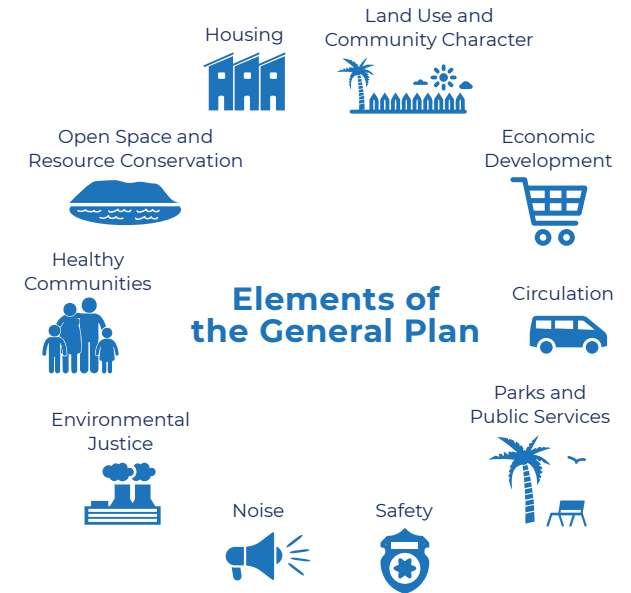 Housing
Land Use and
Community Character
Open Space and
Resource Conservation
Economic
Development
Healthy
Communities
Elements of
the General Plan
Circulation
Parks and
Public Services
Environmental
Justice
Noise
Safety